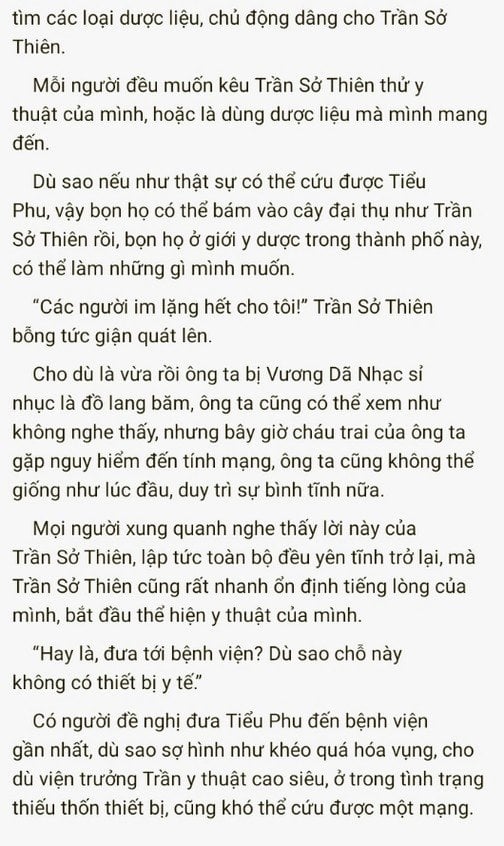 tìm các loại dược liệu, chủ động dâng cho Trần Sở
Thiên.
Mỗi người đều muốn kêu Trần Sở Thiên thử y
thuật của mình, hoặc là dùng dược liệu mà mình mang
đến.
Dù sao nếu như thật sự có thể cứu được Tiểu
Phu, vậy bọn họ có thể bám vào cây đại thụ như Trần
Sở Thiên rồi, bọn họ ở giới y dược trong thành phố này,
có thể làm những gì mình muốn.
“Các người im lặng hết cho tôi!” Trần Sở Thiên
bỗng tức giận quát lên.
Cho dù là vừa rồi ông ta bị Vương Dã Nhạc sỉ
nhục là đồ lang băm, ông ta cũng có thể xem như
không nghe thấy, nhưng bây giờ cháu trai của ông ta
gặp nguy hiểm đến tính mạng, ông ta cũng không thể
giống như lúc đầu, duy trì sự bình tĩnh nữa.
Mọi người xung quanh nghe thấy lời này của
Trần Sở Thiên, lập tức toàn bộ đều yên tĩnh trở lại, mà
Trần Sở Thiên cũng rất nhanh ổn định tiếng lòng của
mình, bắt đầu thể hiện y thuật của mình.
“Hay là, đưa tới bệnh viện? Dù sao chỗ này
không có thiết bị y tế.”
Có người đề nghị đưa Tiểu Phu đến bệnh viện
gần nhất, dù sao sợ hình như khéo quá hóa vụng, cho
dù viện trưởng Trần y thuật cao siêu, ở trong tình trạng
thiếu thốn thiết bị, cũng khó thể cứu được một mạng.